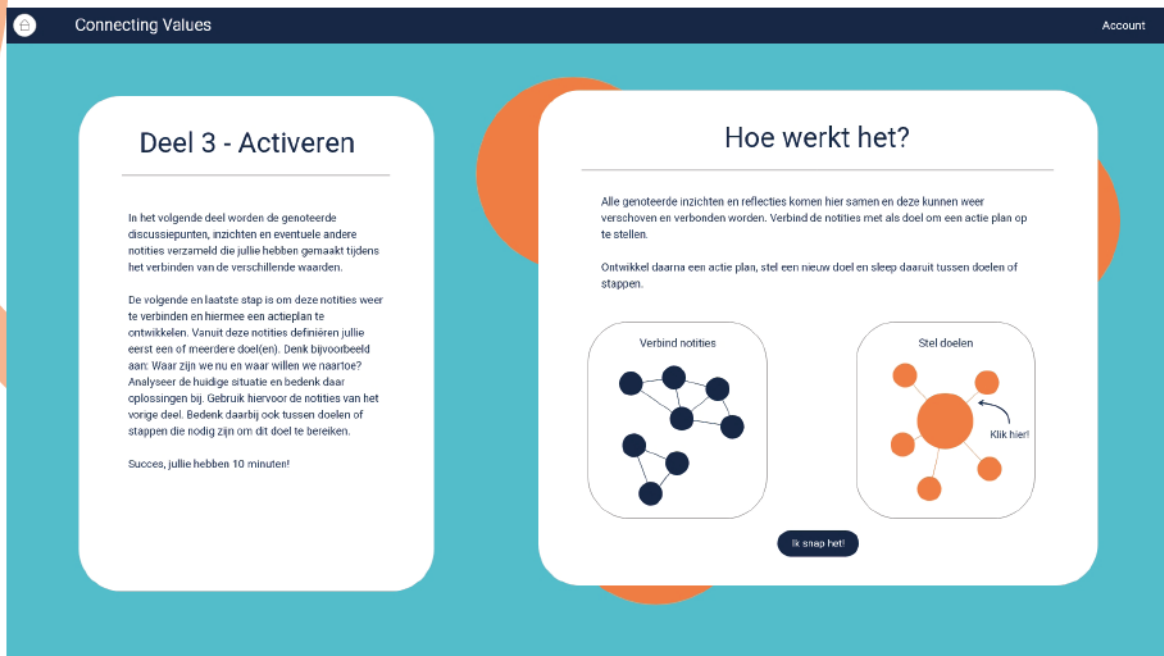 Connecting Values
Account
Deel 3 - Activeren
In het volgende deel worden de genoteerde
discussiepunten, inzichten en eventuele andere
notities verzameld die jullie hebben gemaakt tijdens
het verbinden van de verschillende waarden.
De volgende en laatste stap is om deze notities weer
te verbinden en hiermee een actieplan te
ontwikkelen. Vanuit deze notities definiëren jullie
eerst een of meerdere doel(en). Denk bijvoorbeeld
aan: Waar zijn we nu en waar willen we naartoe?
Analyseer de huidige situatie en bedenk daar
oplossingen bij. Gebruik hiervoor de notities van het
vorige deel. Bedenk daarbij ook tussen doelen of
stappen die nodig zijn om dit doel te bereiken.
Succes, jullie hebben 10 minuten!
Hoe werkt het?
Alle genoteerde inzichten en reflecties komen hier samen en deze kunnen weer
verschoven en verbonden worden. Verbind de notities met als doel om een actie plan op
te stellen.
Ontwikkel daarna een actie plan, stel een nieuw doel en sleep daaruit tussen doelen of
stappen.
Verbind notities
Stel doelen
Klik hier!
Ik snap het!